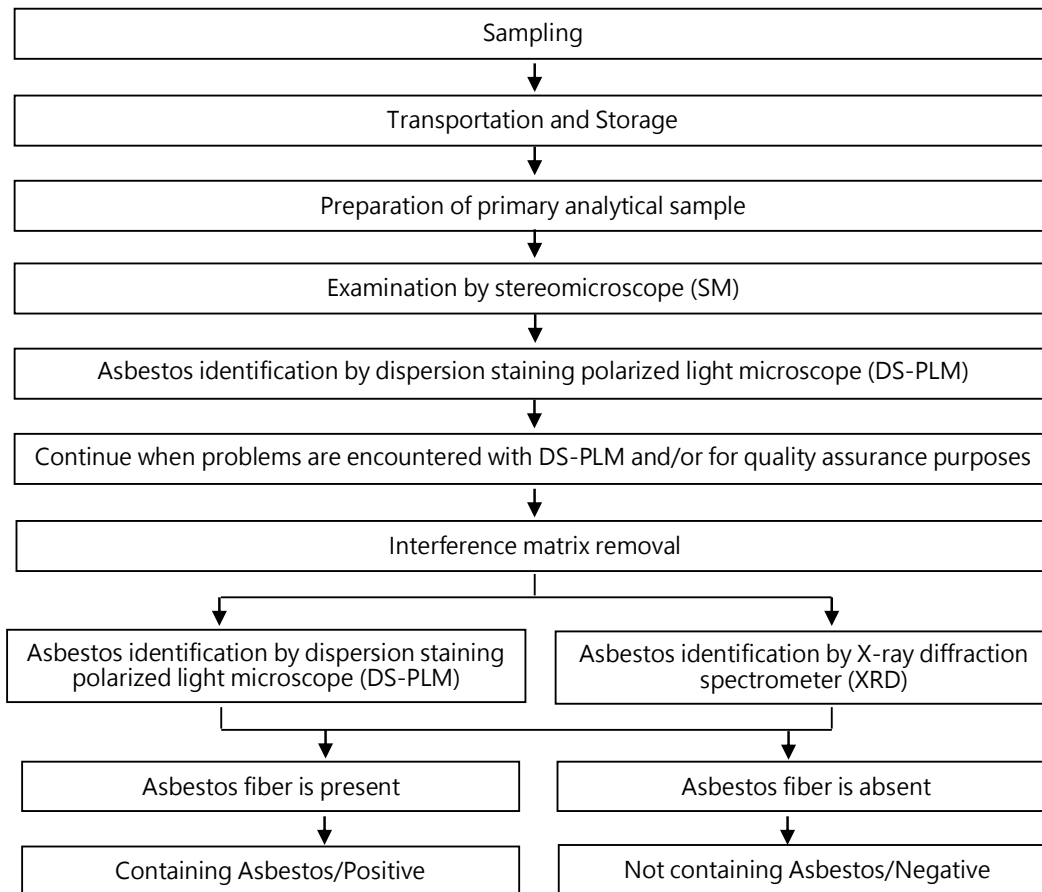 Sampling
Transportation and Storage
Preparation of primary analytical sample
Examination by stereomicroscope (SM)
Asbestos identification by dispersion staining polarized light microscope (DS-PLM)
Continue when problems are encountered with DS-PLM and/or for quality assurance purposes
Interference matrix removal
Asbestos identification by dispersion staining
polarized light microscope (DS-PLM)
Asbestos identification by X-ray diffraction
spectrometer (XRD)
Asbestos fiber is present
Asbestos fiber is absent
Containing Asbestos/Positive
Not containing Asbestos/Negative